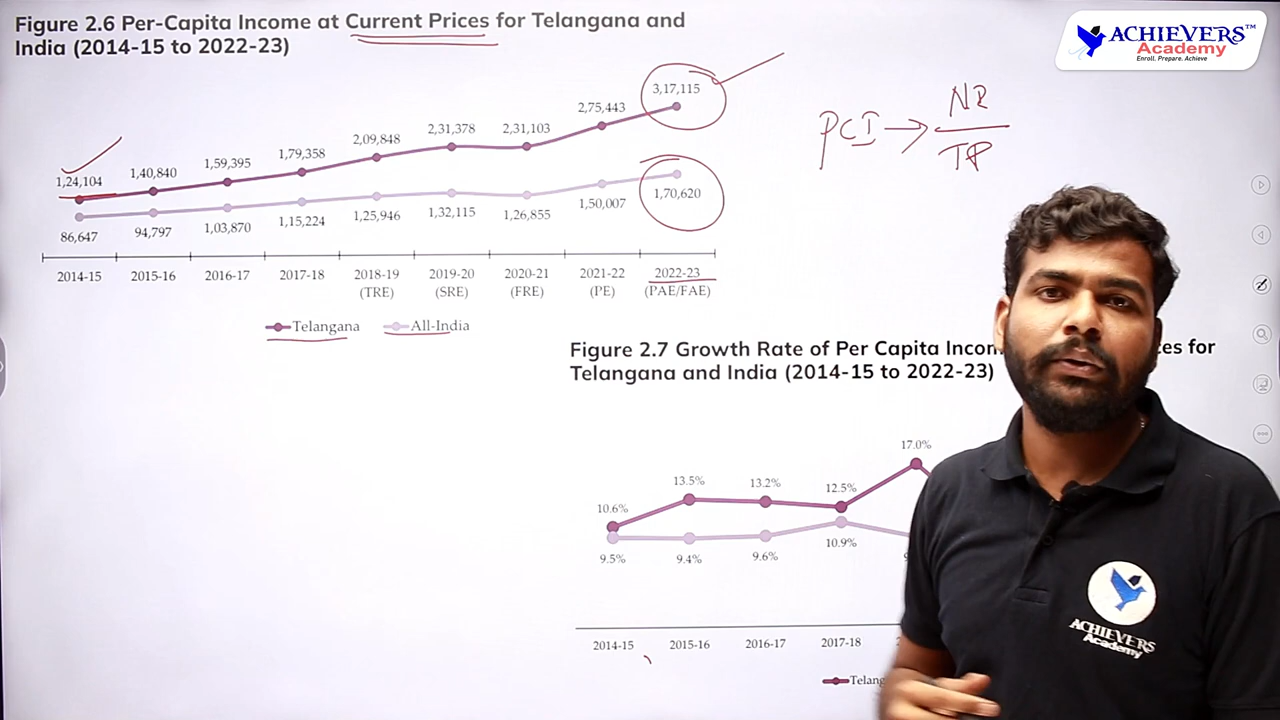 Figure 2.6 Per-Capita Income at Current Prices for Telangana and
India (2014-15 to 2022-23)
ACHIEVERS™
Academy
Enroll. Prepare. Achieve
3,17,115
2,75,443
2,31,378
2,31,103
2,09,848
1,79,358
1,59,395
1,40,840
1,24,104
86,647
94,797
1,03,870
1,15,224
1,25,946
1,32,115
1,26,855
1,50,007
1,70,620
2014-15
2015-16
2016-17
2017-18
2018-19
(TRE)
2019-20
(SRE)
2020-21
(FRE)
2021-22
(PE)
2022-23
(PAE/FAE)
Telangana
All-India
PCI →
Figure 2.7 Growth Rate of Per Capita
for
Telangana and India (2014-15 to 2022-23)
10.6%
13.5%
13.2%
12.5%
17.0%
9.5%
9.4%
9.6%
10.9%
2014-15
2015-16
2016-17
2017-18
ACHIEVERS
Academy